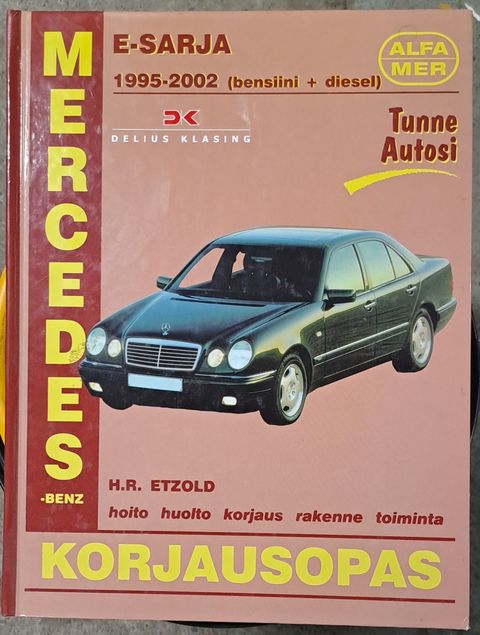 MERCEDES
-BENZ
E-SARJA
1995-2002 (bensiini + diesel)
ALFA
MER
DK
DELIUS KLASING
Tunne
Autosi
H.R. ETZOLD
hoito huolto korjaus rakenne toiminta
KORJAUSOPAS